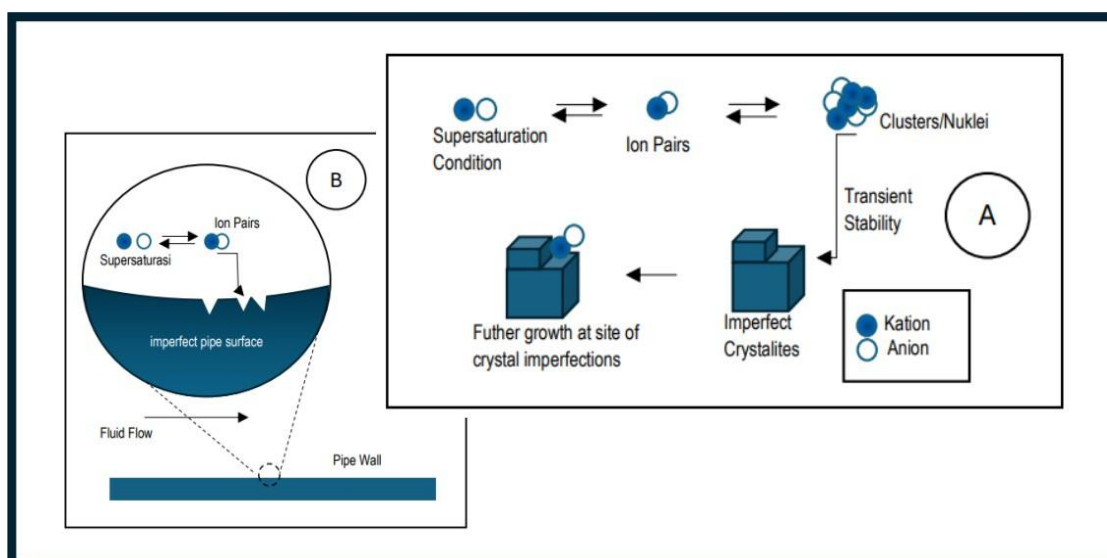 A
Supersaturation
Condition
Ion Pairs
Clusters/Nuklei
Transient
Stability
Imperfect
Crystalites
Futher growth at site of
crystal imperfections
Kation
Anion
B
Ion Pairs
Supersaturasi
imperfect pipe surface
Fluid Flow
Pipe Wall